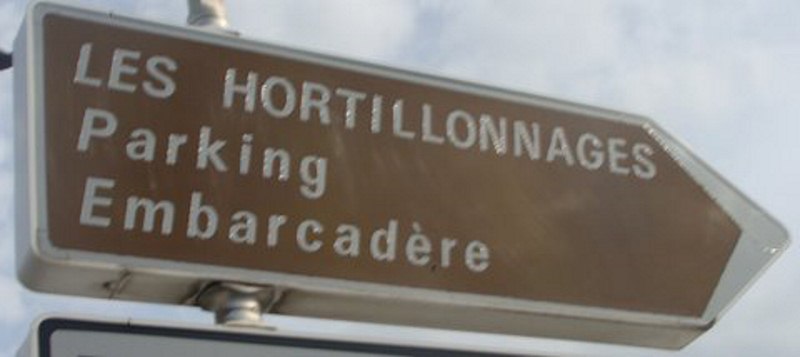 LES HORTILLONNAGES
Parking
Embarcadère